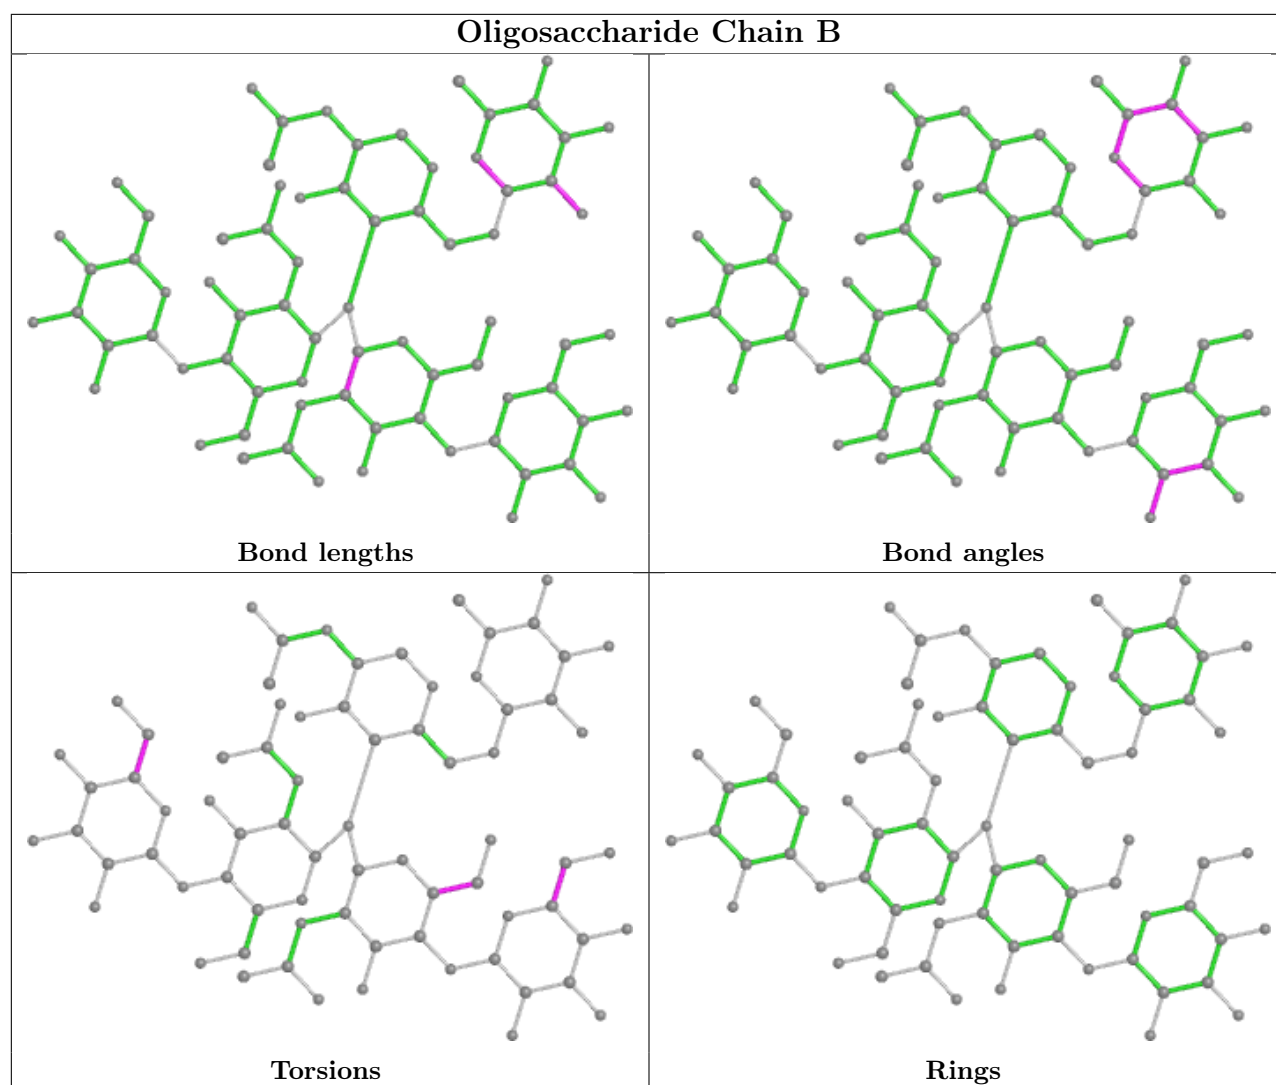 Oligosaccharide Chain B
Bond lengths
Bond angles
Torsions
Rings